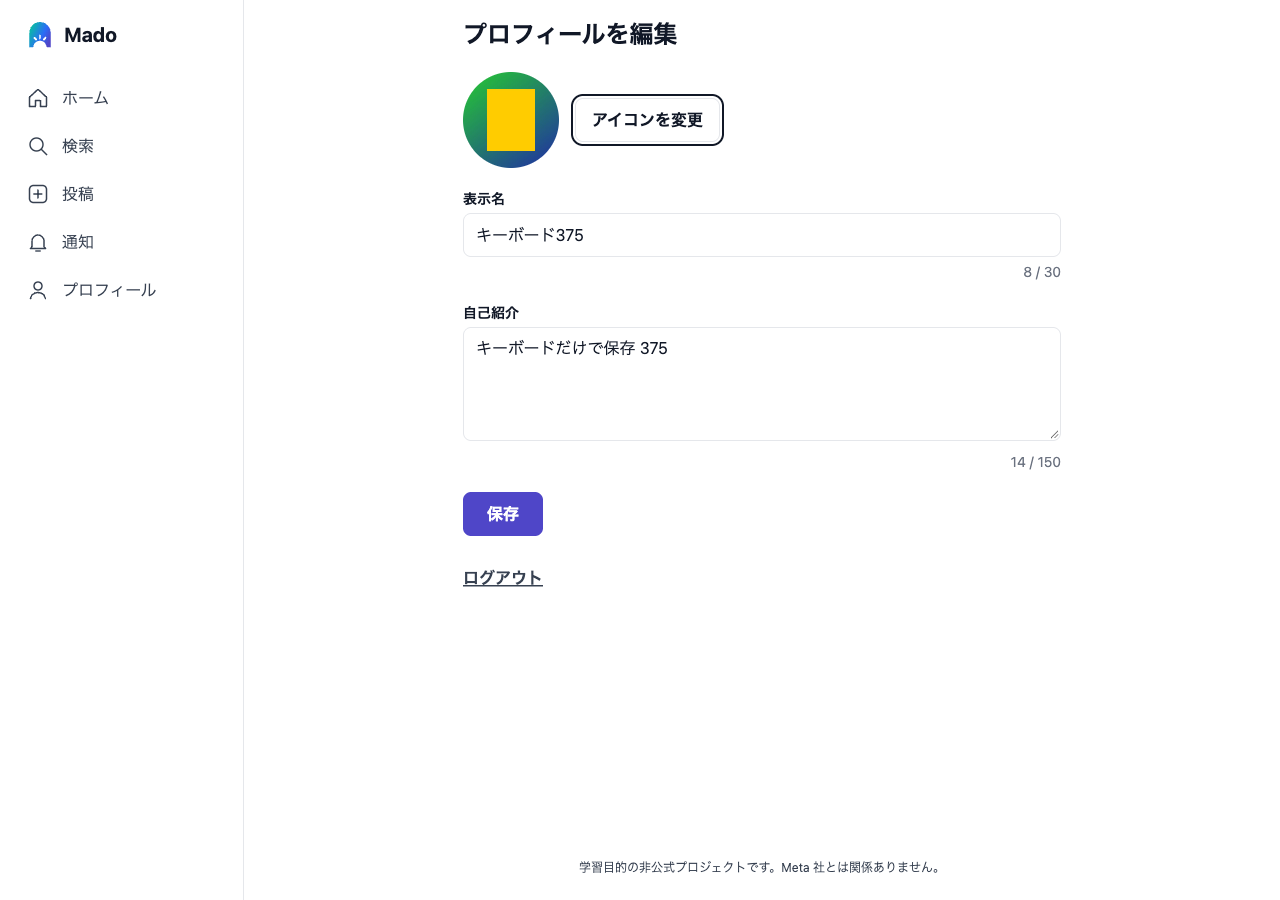 Mado
ホーム
検索
投稿
通知
プロフィール
プロフィールを編集
アイコンを変更
表示名
キーボード375
8 / 30
自己紹介
キーボードだけで保存 375
14 / 150
保存
ログアウト
学習目的の非公式プロジェクトです。Meta 社とは関係ありません。